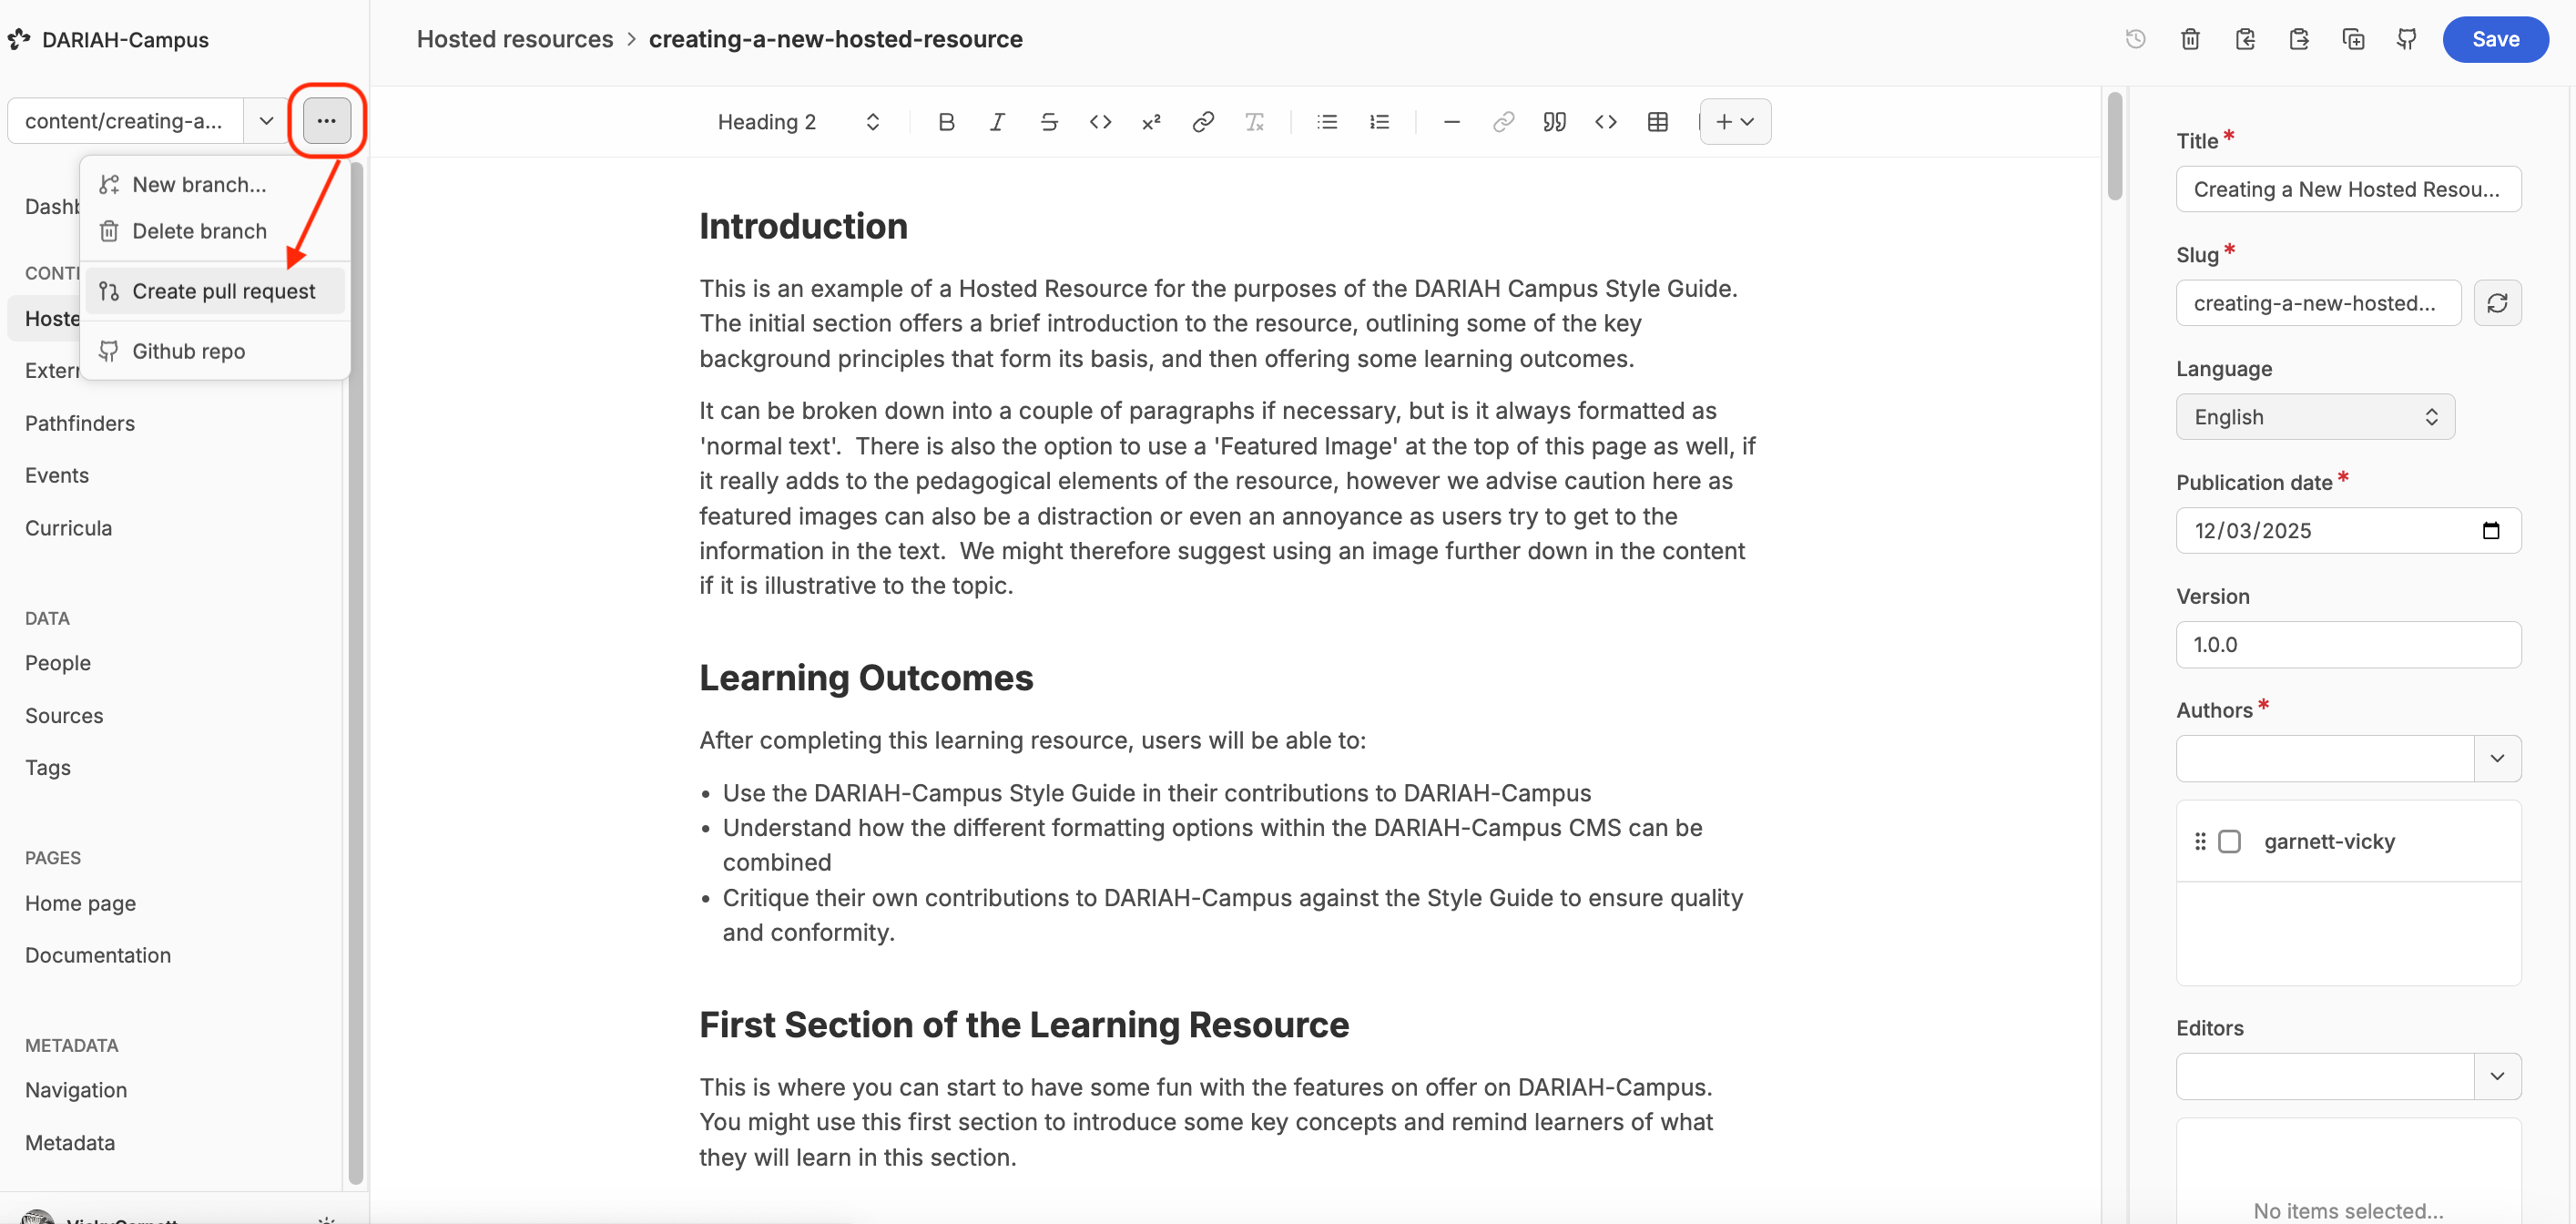 DARIAH-Campus
Hosted resources > creating-a-new-hosted-resource
Save
content/creating-a...
New branch...
Delete branch
Create pull request
Github repo
Pathfinders
Events
Curricula
DATA
People
Sources
Tags
PAGES
Home page
Documentation
METADATA
Navigation
Metadata
Heading 2
Introduction
This is an example of a Hosted Resource for the purposes of the DARIAH Campus Style Guide.
The initial section offers a brief introduction to the resource, outlining some of the key
background principles that form its basis, and then offering some learning outcomes.
It can be broken down into a couple of paragraphs if necessary, but is it always formatted as
'normal text'.  There is also the option to use a 'Featured Image' at the top of this page as well, if
it really adds to the pedagogical elements of the resource, however we advise caution here as
featured images can also be a distraction or even an annoyance as users try to get to the
information in the text.  We might therefore suggest using an image further down in the content
if it is illustrative to the topic.
Learning Outcomes
After completing this learning resource, users will be able to:
• Use the DARIAH-Campus Style Guide in their contributions to DARIAH-Campus
• Understand how the different formatting options within the DARIAH-Campus CMS can be
combined
• Critique their own contributions to DARIAH-Campus against the Style Guide to ensure quality
and conformity.
First Section of the Learning Resource
This is where you can start to have some fun with the features on offer on DARIAH-Campus.
You might use this first section to introduce some key concepts and remind learners of what
they will learn in this section.
Title *
Creating a New Hosted Resou...
Slug *
creating-a-new-hosted...
Language
English
Publication date *
12/03/2025
Version
1.0.0
Authors *
garnett-vicky
Editors
No items selected...